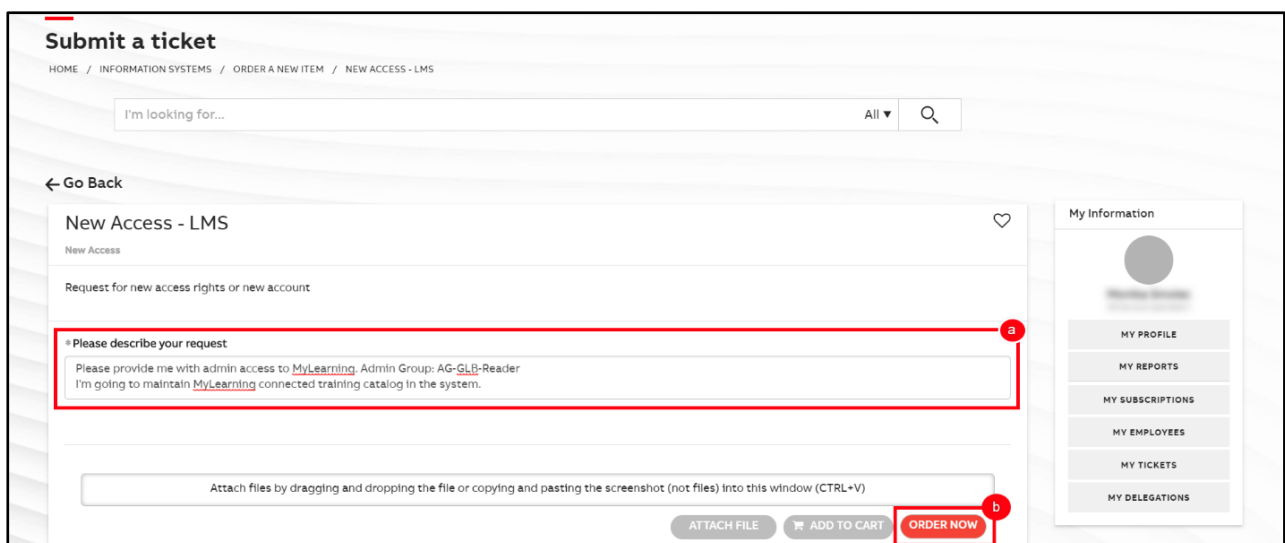 Submit a ticket
HOME / INFORMATION SYSTEMS / ORDER A NEW ITEM / NEW ACCESS - LMS
I'm looking for...
All ▼
← Go Back
New Access - LMS
New Access
Request for new access rights or new account
a
*Please describe your request
Please provide me with admin access to MyLearning. Admin Group: AG-GLB-Reader
I'm going to maintain MyLearning connected training catalog in the system.
Attach files by dragging and dropping the file or copying and pasting the screenshot (not files) into this window (CTRL+V)
b
ATTACH FILE
ADD TO CART
ORDER NOW
My Information
MY PROFILE
MY REPORTS
MY SUBSCRIPTIONS
MY EMPLOYEES
MY TICKETS
MY DELEGATIONS